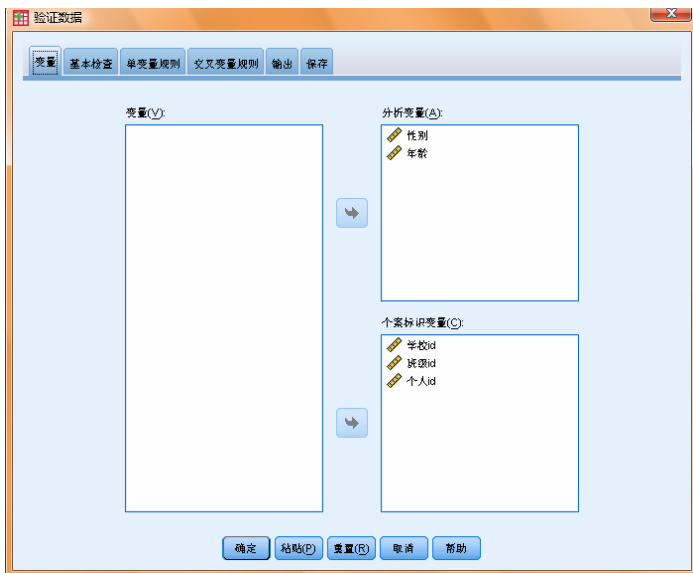 验证数据
变量 基本检查 单变量规则 交叉变量规则 输出 保存
变量(V):
分析变量(A):
性别
年龄
个案标识变量(C):
学校id
班级id
个人id
确定 粘贴(P) 重置(R) 取消 帮助